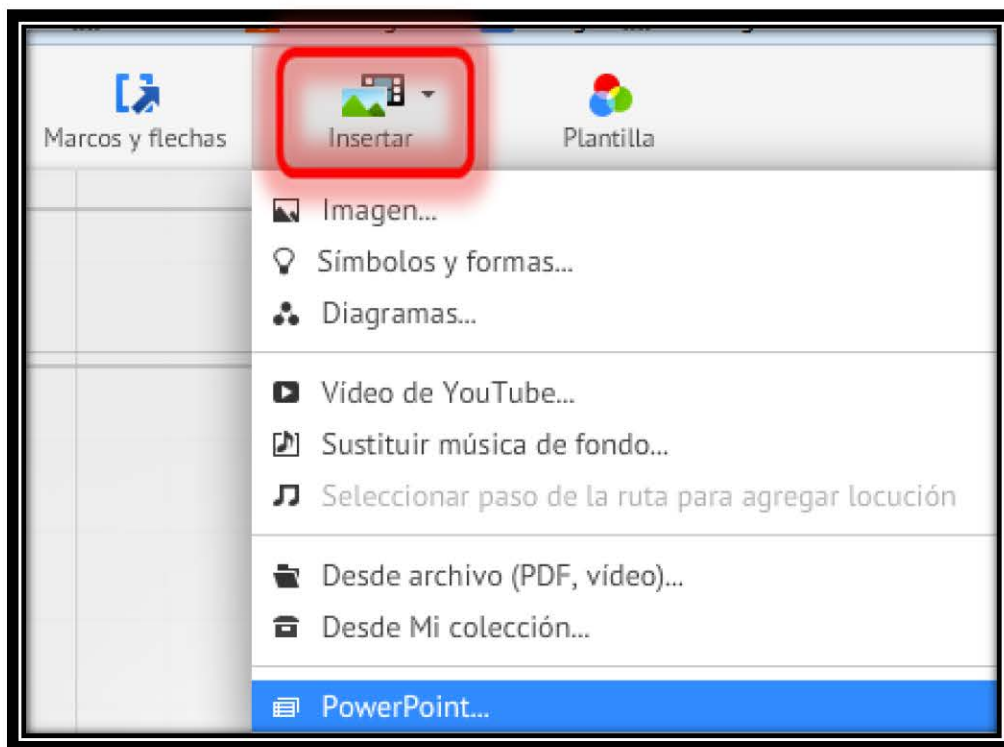 Marcos y flechas
Insertar
Plantilla
Imagen...
Símbolos y formas...
Diagramas...
Vídeo de YouTube...
Sustituir música de fondo...
Seleccionar paso de la ruta para agregar locución
Desde archivo (PDF, vídeo)...
Desde Mi colección...
PowerPoint...